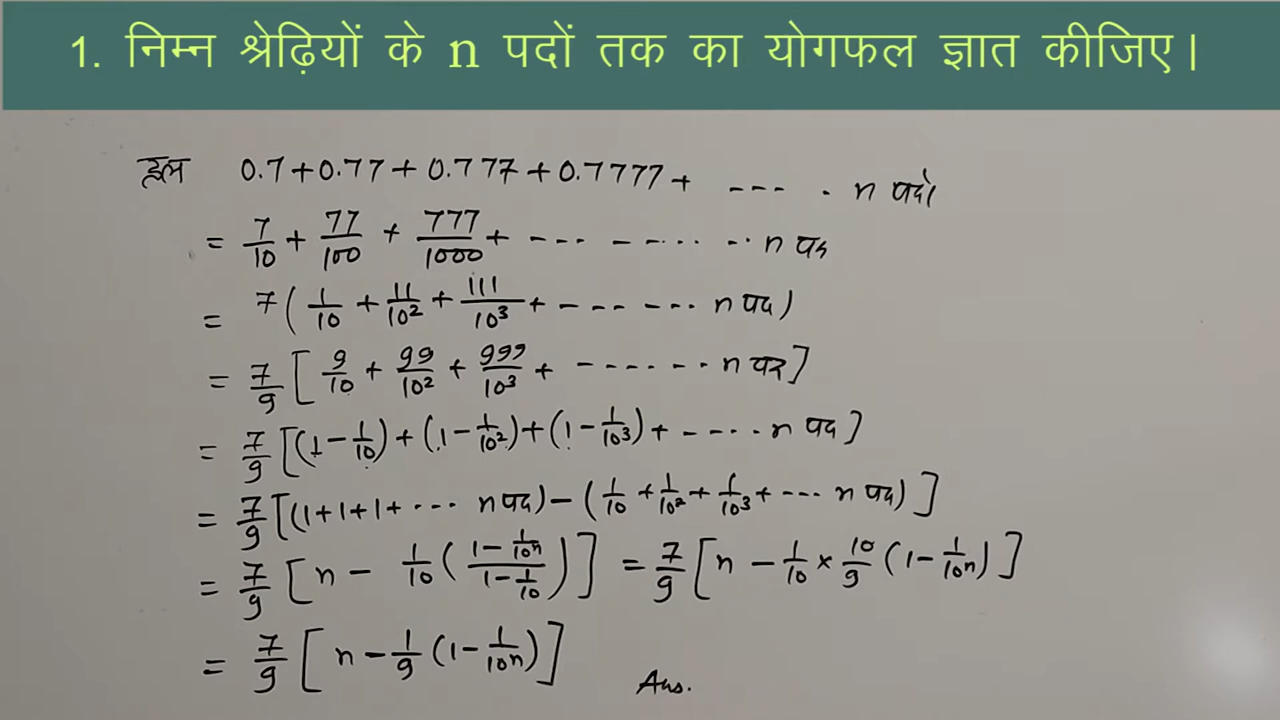 1. निम्न श्रेढ़ियों के n पदों तक का योगफल ज्ञात कीजिए।
हल 0.7+0.77+0.777+0.7777+ --- . n पदों
= 7/10 + 77/100 + 777/1000 + --- - --- -- n पद
= 7(1/10 + 11/10² + 111/10³ + - --- --- n पद)
= 7/9 [9/10 + 99/10² + 999/10³ + ------- n पद]
= 7/9 [(1-1/10)+(1-1/10²)+(1-1/10³)+ ----- n पद]
= 7/9 [(1+1+1+ ---- n पद)-(1/10+1/10²+1/10³+ --- n पद)]
= 7/9 [n - 1/10 ((1-1/10ⁿ)/(1-1/10))] = 7/9 [n - 1/10 × 10/9 (1-1/10ⁿ)]
= 7/9 [n - 1/9 (1-1/10ⁿ)]
Ans.